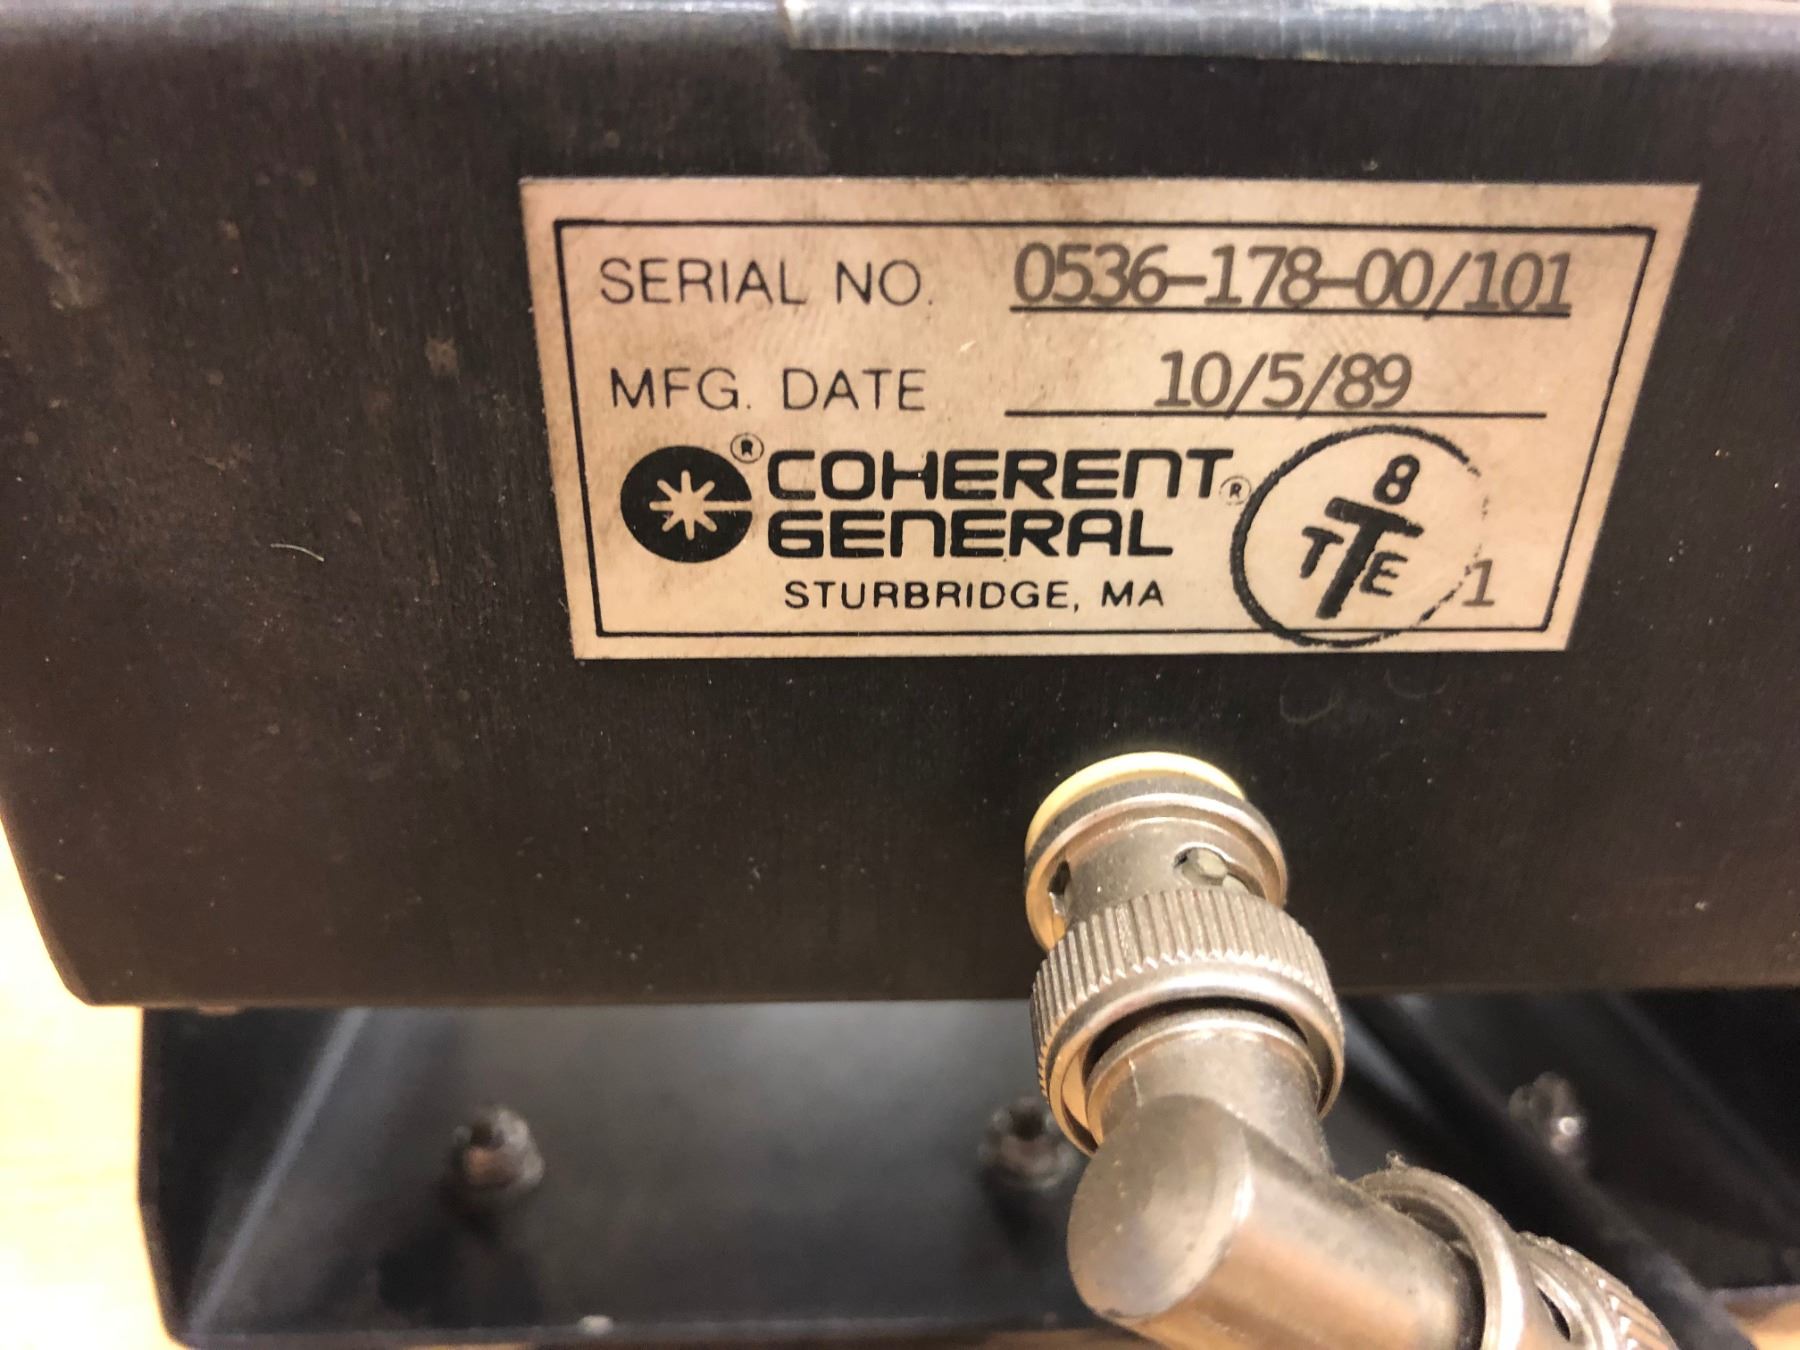 SERIAL NO. 0536-178-00/101
MFG. DATE 10/5/89
® COHERENT®
GENERAL
STURBRIDGE, MA
8
T T E
1